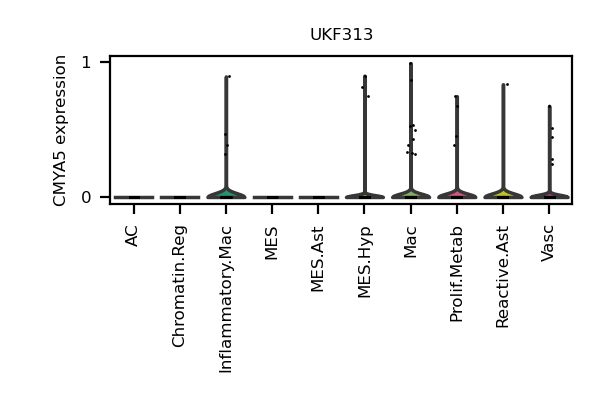 UKF313
CMYA5 expression
1
0
AC
Chromatin.Reg
Inflammatory.Mac
MES
MES.Ast
MES.Hyp
Mac
Prolif.Metab
Reactive.Ast
Vasc